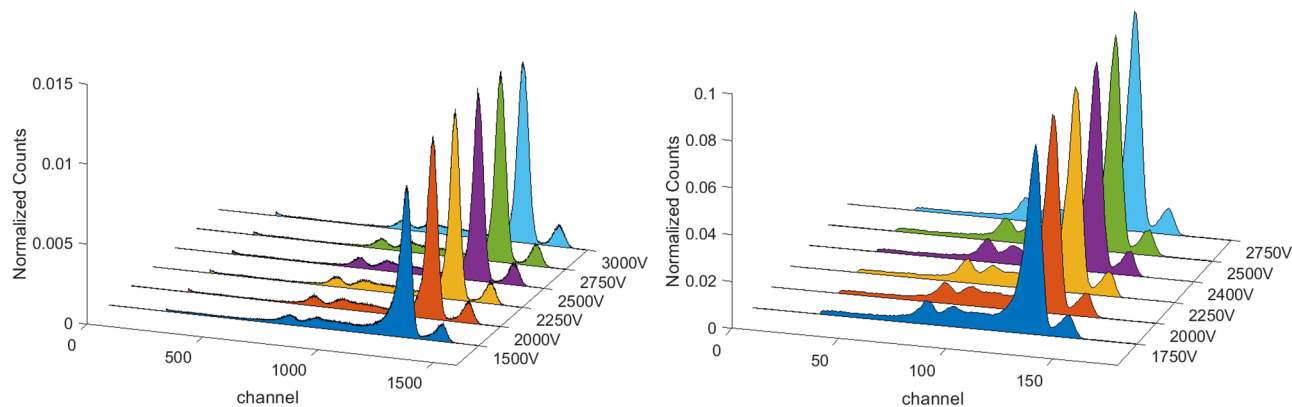 0.015
0.01
0.005
0
Normalized Counts
0
500
1000
1500
channel
3000V
2750V
2500V
2250V
2000V
1500V
0.1
0.08
0.06
0.04
0.02
0
Normalized Counts
0
50
100
150
channel
2750V
2500V
2400V
2250V
2000V
1750V